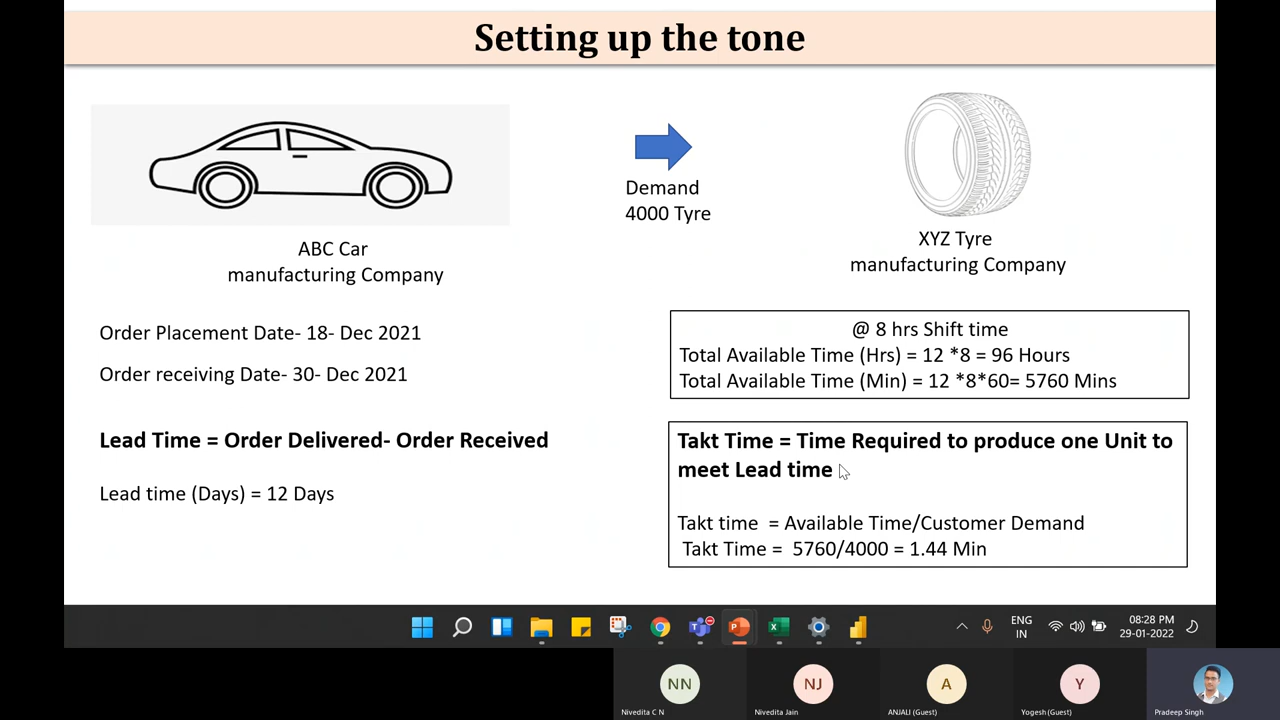 Setting up the tone
Demand
4000 Tyre
ABC Car
manufacturing Company
XYZ Tyre
manufacturing Company
Order Placement Date- 18- Dec 2021
Order receiving Date- 30- Dec 2021
Lead Time = Order Delivered- Order Received
Lead time (Days) = 12 Days
@ 8 hrs Shift time
Total Available Time (Hrs) = 12 *8 = 96 Hours
Total Available Time (Min) = 12 *8*60= 5760 Mins
Takt Time = Time Required to produce one Unit to
meet Lead time
Takt time = Available Time/Customer Demand
Takt Time = 5760/4000 = 1.44 Min
ENG
IN
08:28 PM
29-01-2022
NN
NJ
A
Y
Nivedita C N
Nivedita Jain
ANJALI (Guest)
Yogesh (Guest)
Pradeep Singh